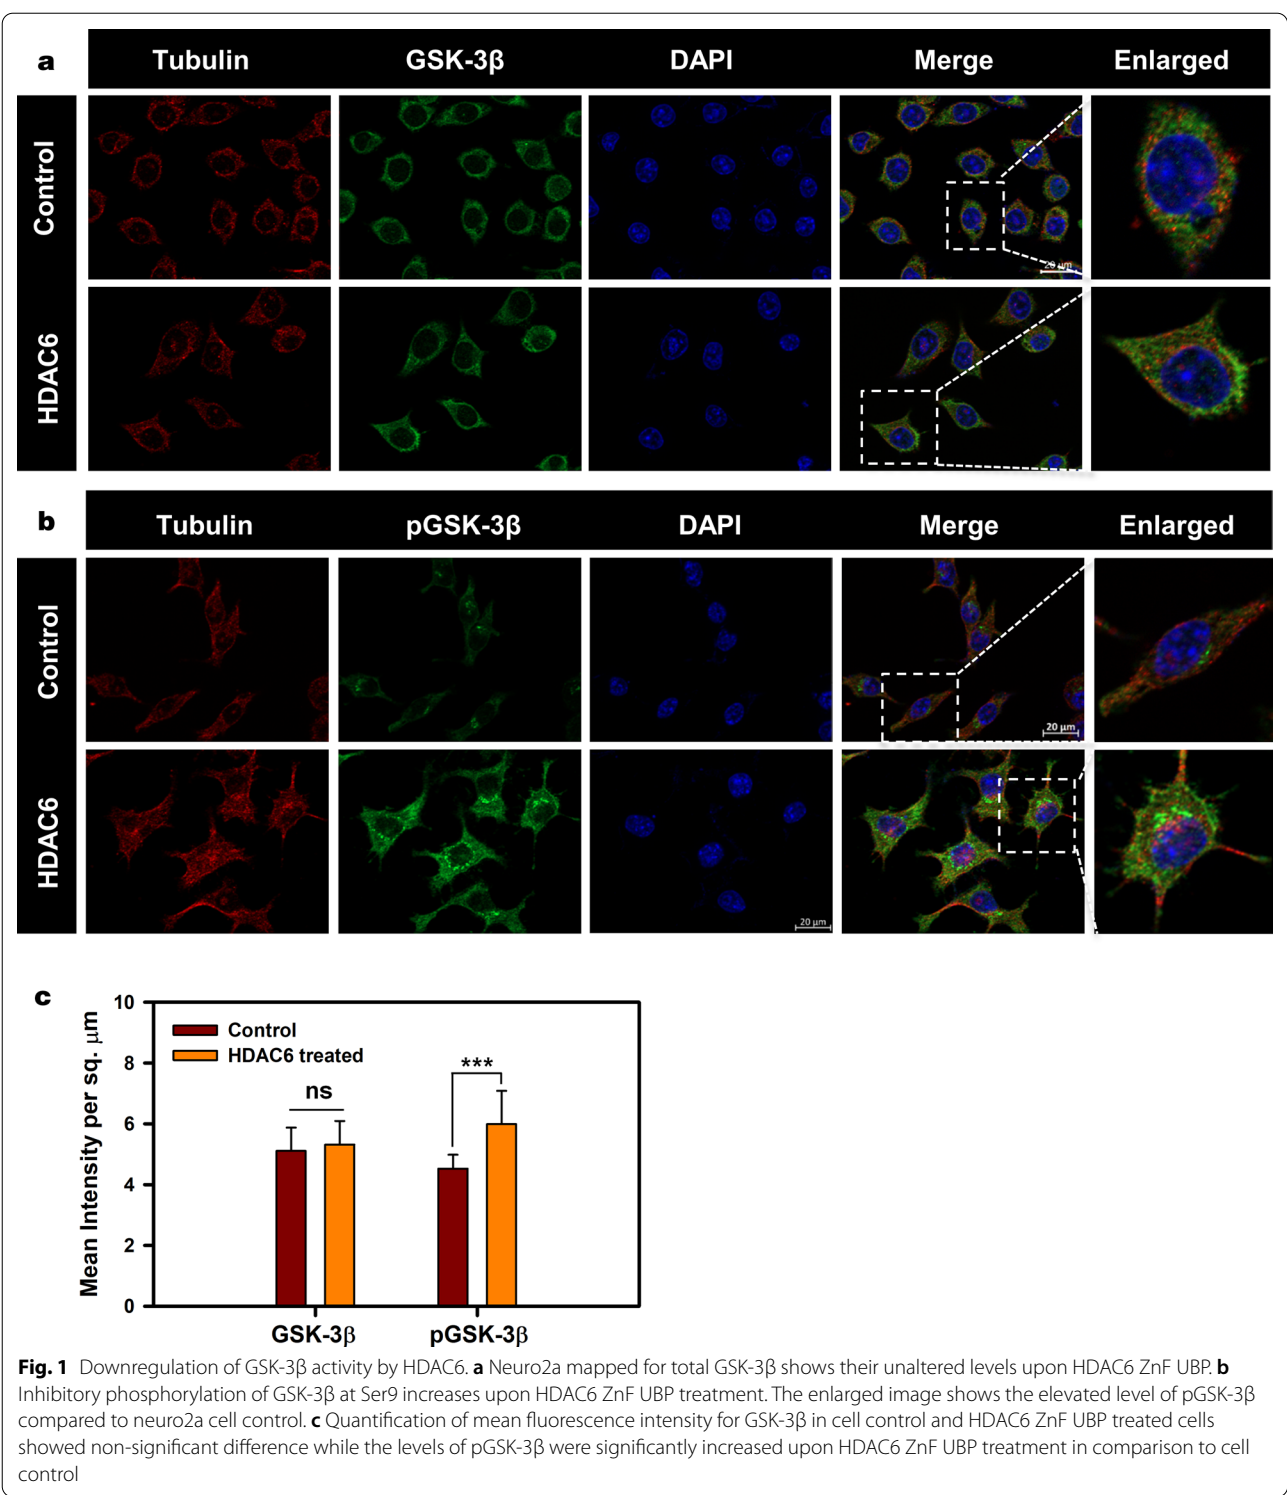 a
Tubulin GSK-3β DAPI Merge Enlarged
Control
20 μm
HDAC6
b
Tubulin pGSK-3β DAPI Merge Enlarged
Control
20 μm
HDAC6
20 μm
c
Mean Intensity per sq. μm
10
8
6
4
2
0
Control
HDAC6 treated
ns
***
GSK-3β pGSK-3β
Fig. 1 Downregulation of GSK-3β activity by HDAC6. a Neuro2a mapped for total GSK-3β shows their unaltered levels upon HDAC6 ZnF UBP. b
Inhibitory phosphorylation of GSK-3β at Ser9 increases upon HDAC6 ZnF UBP treatment. The enlarged image shows the elevated level of pGSK-3β
compared to neuro2a cell control. c Quantification of mean fluorescence intensity for GSK-3β in cell control and HDAC6 ZnF UBP treated cells
showed non-significant difference while the levels of pGSK-3β were significantly increased upon HDAC6 ZnF UBP treatment in comparison to cell
control